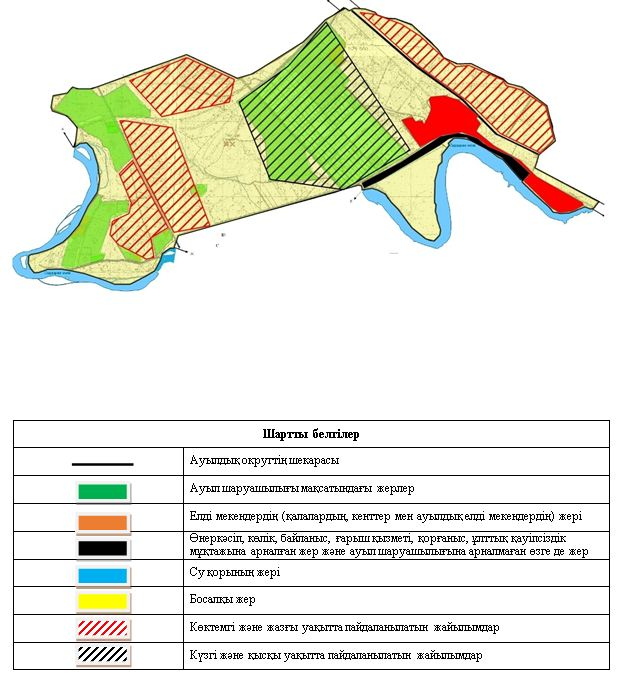 Шартты белгілер
Ауылдық округтің шекарасы
Ауыл шаруашылығы мақсатындағы жерлер
Елді мекендердің (қалалардың, кенттер мен ауылдық елді мекендердің) жері
Өнеркәсіп, көлік, байланыс, ғарыш қызметі, қорғаныс, ұлттық қауіпсіздік
мұқтажына арналған жер және ауыл шаруашылығына арналмаған өзге де жер
Су қорының жері
Босалқы жер
Көктемгі және жазғы уақытта пайдаланылатын жайылымдар
Күзгі және қысқы уақытта пайдаланылатын жайылымдар